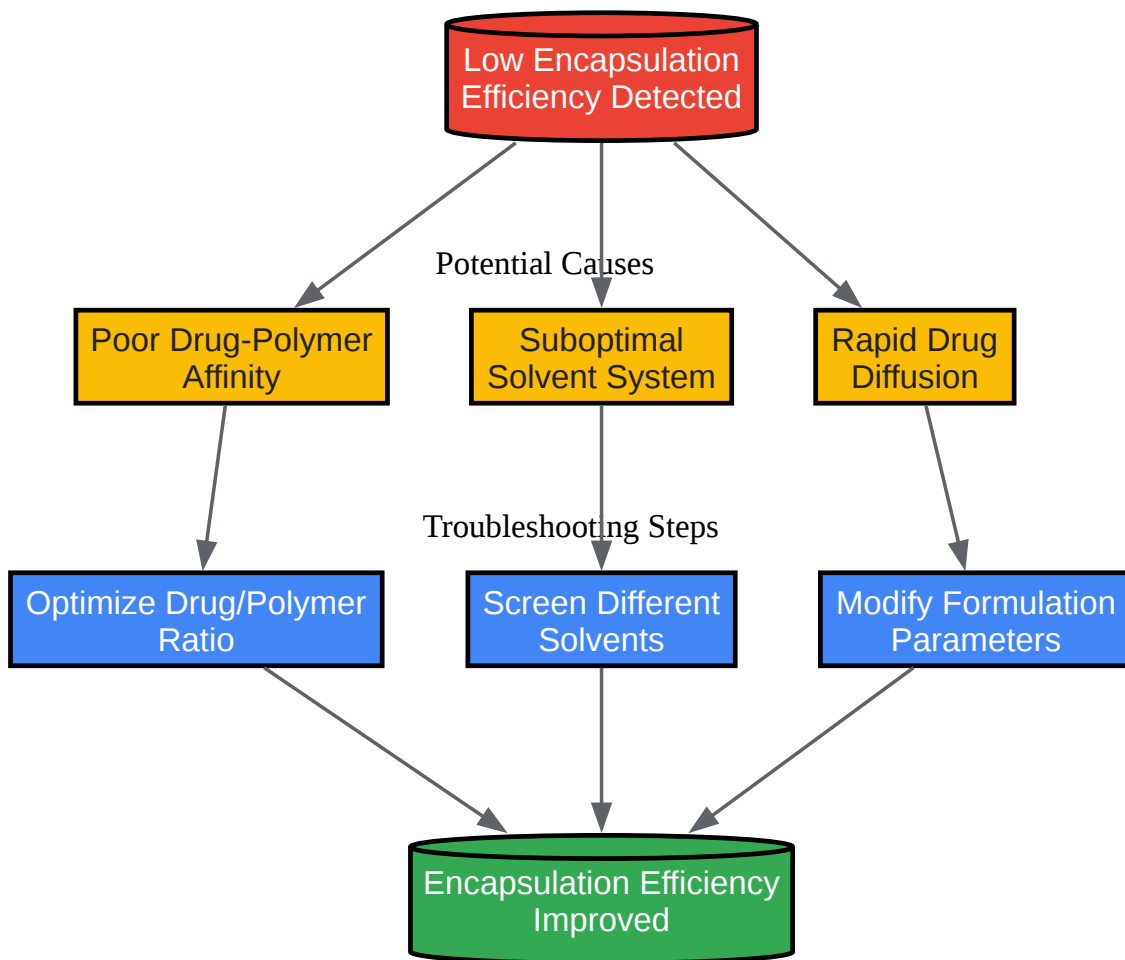 Low Encapsulation
Efficiency Detected
Potential Causes
Poor Drug-Polymer
Affinity
Suboptimal
Solvent System
Rapid Drug
Diffusion
Troubleshooting Steps
Optimize Drug/Polymer
Ratio
Screen Different
Solvents
Modify Formulation
Parameters
Encapsulation Efficiency
Improved